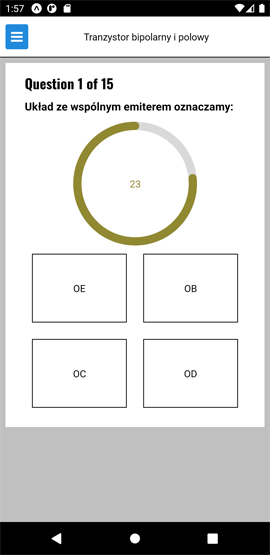 1:57
Tranzystor bipolarny i polowy
Question 1 of 15
Układ ze wspólnym emiterem oznaczamy:
23
OE
OB
OC
OD